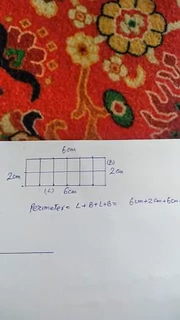 6cm
(B)
2cm 2cm
(L) 6cm
Perimeter = L+B+L+B = 6cm+2cm+6cm